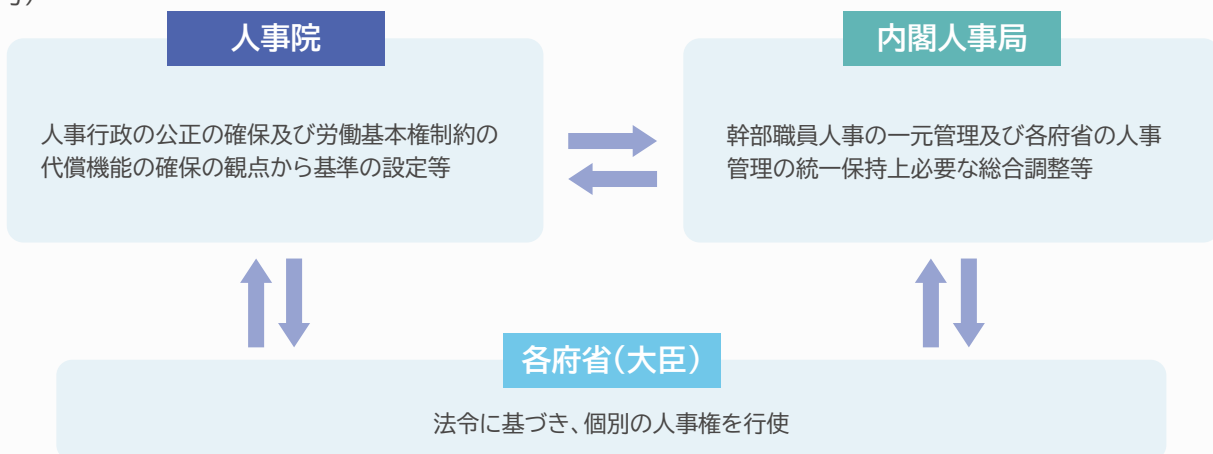 人事院
人事行政の公正の確保及び労働基本権制約の
代償機能の確保の観点から基準の設定等
内閣人事局
幹部職員人事の一元管理及び各府省の人事
管理の統一保持上必要な総合調整等
各府省（大臣）
法令に基づき、個別の人事権を行使